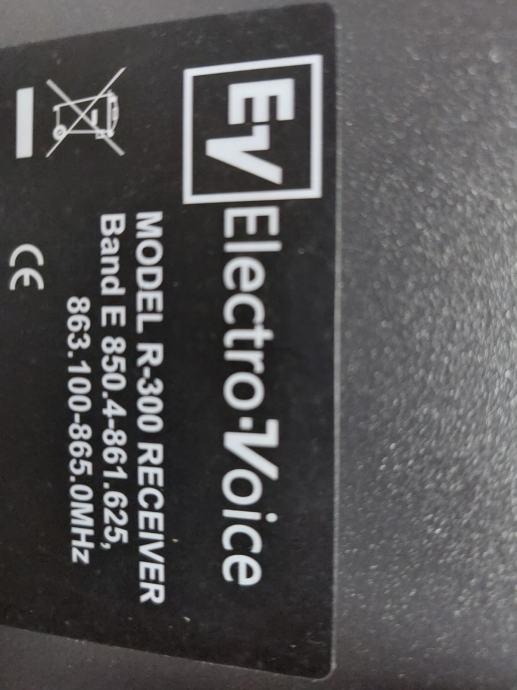 EV Electro-Voice
MODEL R-300 RECEIVER
Band E 850.4-861.625,
863.100-865.0MHz
CE